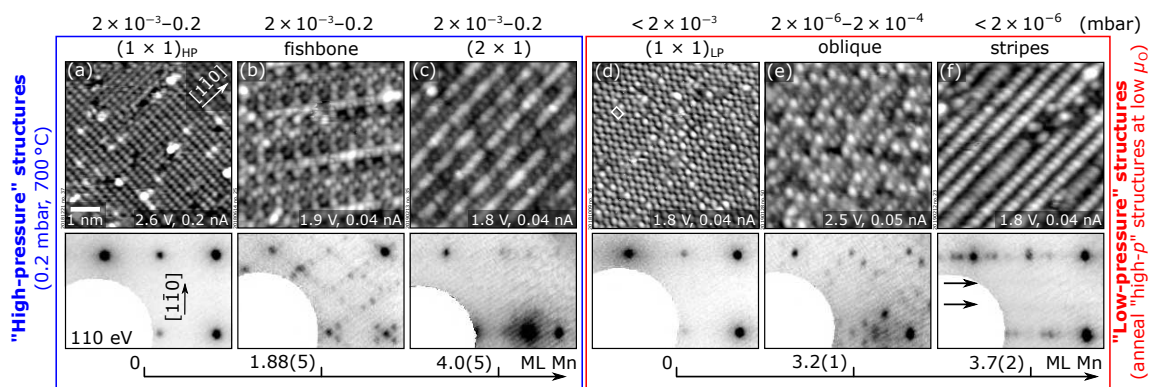 2 × 10⁻³–0.2 2 × 10⁻³–0.2 2 × 10⁻³–0.2 < 2 × 10⁻³ 2 × 10⁻⁶–2 × 10⁻⁴ < 2 × 10⁻⁶ (mbar)
(1 × 1)HP fishbone (2 × 1) (1 × 1)LP oblique stripes
"High-pressure" structures
(0.2 mbar, 700 °C)
(a) (b) (c) (d) (e) (f)
[11̄0]
1 nm
2.6 V, 0.2 nA 1.9 V, 0.04 nA 1.8 V, 0.04 nA 1.8 V, 0.04 nA 2.5 V, 0.05 nA 1.8 V, 0.04 nA
[11̄0]
110 eV
0 1.88(5) 4.0(5) ML Mn 0 3.2(1) 3.7(2) ML Mn
"Low-pressure" structures
(anneal "high-p" structures at low μO)